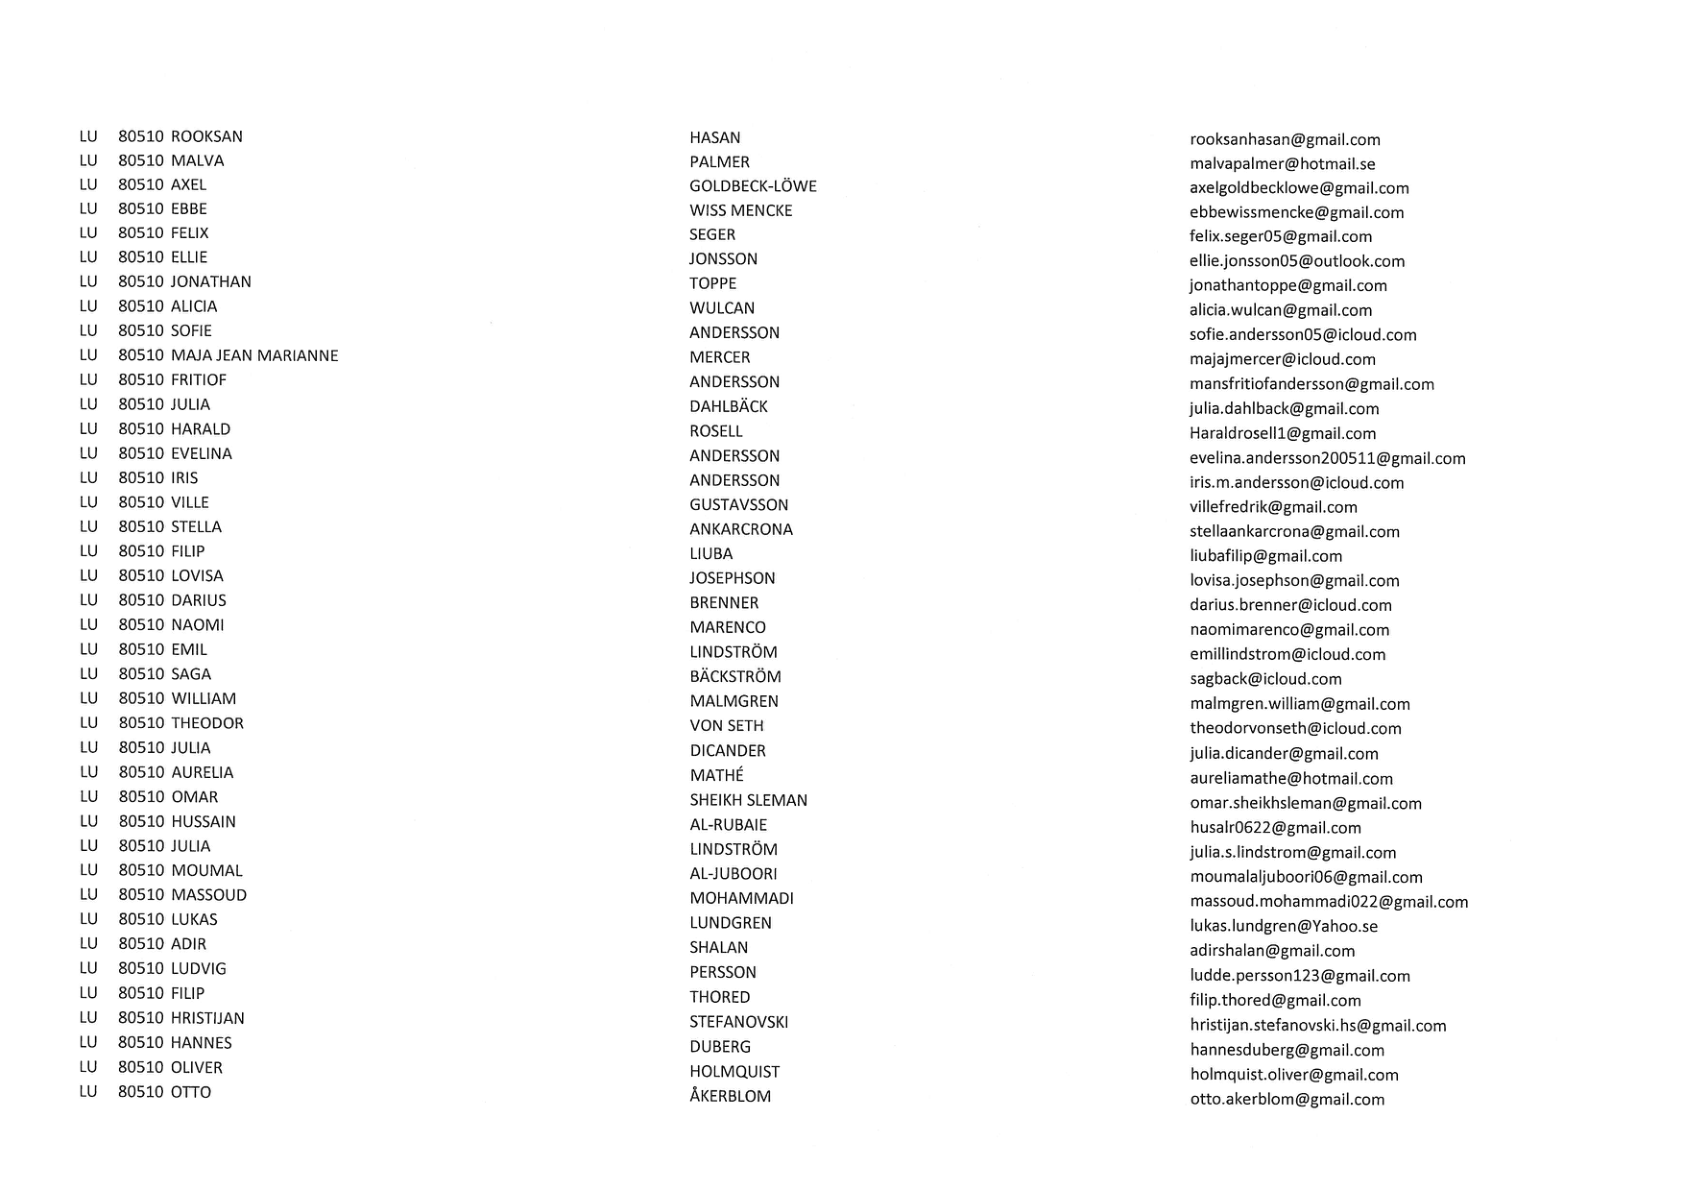 LU 80510 ROOKSAN HASAN rooksanhasan@gmail.com
LU 80510 MALVA PALMER malvapalmer@hotmail.se
LU 80510 AXEL GOLDBECK-LÖWE axelgoldbecklowe@gmail.com
LU 80510 EBBE WISS MENCKE ebbewissmencke@gmail.com
LU 80510 FELIX SEGER felix.seger05@gmail.com
LU 80510 ELLIE JONSSON ellie.jonsson05@outlook.com
LU 80510 JONATHAN TOPPE jonathantoppe@gmail.com
LU 80510 ALICIA WULCAN alicia.wulcan@gmail.com
LU 80510 SOFIE ANDERSSON sofie.andersson05@icloud.com
LU 80510 MAJA JEAN MARIANNE MERCER majajmercer@icloud.com
LU 80510 FRITIOF ANDERSSON mansfritiofandersson@gmail.com
LU 80510 JULIA DAHLBÄCK julia.dahlback@gmail.com
LU 80510 HARALD ROSELL Haraldrosell1@gmail.com
LU 80510 EVELINA ANDERSSON evelina.andersson200511@gmail.com
LU 80510 IRIS ANDERSSON iris.m.andersson@icloud.com
LU 80510 VILLE GUSTAVSSON villefredrik@gmail.com
LU 80510 STELLA ANKARCRONA stellaankarcrona@gmail.com
LU 80510 FILIP LIUBA liubafilip@gmail.com
LU 80510 LOVISA JOSEPHSON lovisa.josephson@gmail.com
LU 80510 DARIUS BRENNER darius.brenner@icloud.com
LU 80510 NAOMI MARENCO naomimarenco@gmail.com
LU 80510 EMIL LINDSTRÖM emillindstrom@icloud.com
LU 80510 SAGA BÄCKSTRÖM sagback@icloud.com
LU 80510 WILLIAM MALMGREN malmgren.william@gmail.com
LU 80510 THEODOR VON SETH theodorvonseth@icloud.com
LU 80510 JULIA DICANDER julia.dicander@gmail.com
LU 80510 AURELIA MATHÉ aureliamathe@hotmail.com
LU 80510 OMAR SHEIKH SLEMAN omar.sheikhsleman@gmail.com
LU 80510 HUSSAIN AL-RUBAIE husalr0622@gmail.com
LU 80510 JULIA LINDSTRÖM julia.s.lindstrom@gmail.com
LU 80510 MOUMAL AL-JUBOORI moumalaljuboori06@gmail.com
LU 80510 MASSOUD MOHAMMADI massoud.mohammadi022@gmail.com
LU 80510 LUKAS LUNDGREN lukas.lundgren@Yahoo.se
LU 80510 ADIR SHALAN adirshalan@gmail.com
LU 80510 LUDVIG PERSSON ludde.persson123@gmail.com
LU 80510 FILIP THORED filip.thored@gmail.com
LU 80510 HRISTIJAN STEFANOVSKI hristijan.stefanovski.hs@gmail.com
LU 80510 HANNES DUBERG hannesduberg@gmail.com
LU 80510 OLIVER HOLMQUIST holmquist.oliver@gmail.com
LU 80510 OTTO ÅKERBLOM otto.akerblom@gmail.com